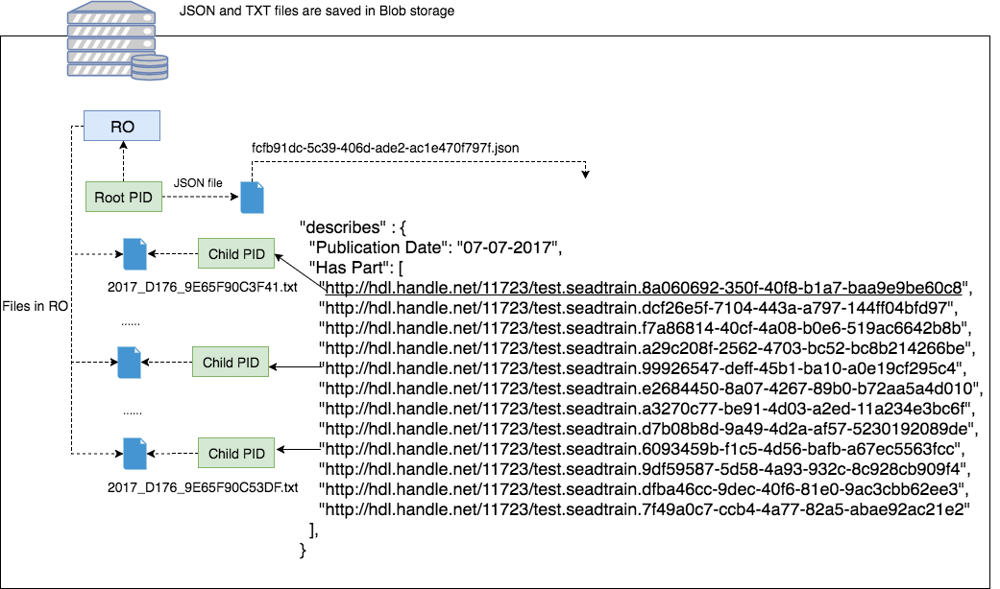 JSON and TXT files are saved in Blob storage
RO
fcfb91dc-5c39-406d-ade2-ac1e470f797f.json
JSON file
Root PID
"describes" : {
"Publication Date": "07-07-2017",
Child PID
"Has Part": [
2017_D176_9E65F90C3F41.txt
"http://hdl.handle.net/11723/test.seadtrain.8a060692-350f-40f8-b1a7-baa9e9be60c8",
Files in RO
"http://hdl.handle.net/11723/test.seadtrain.dcf26e5f-7104-443a-a797-144ff04bfd97",
......
"http://hdl.handle.net/11723/test.seadtrain.f7a86814-40cf-4a08-b0e6-519ac6642b8b",
"http://hdl.handle.net/11723/test.seadtrain.a29c208f-2562-4703-bc52-bc8b214266be",
Child PID
"http://hdl.handle.net/11723/test.seadtrain.99926547-deff-45b1-ba10-a0e19cf295c4",
"http://hdl.handle.net/11723/test.seadtrain.e2684450-8a07-4267-89b0-b72aa5a4d010",
......
"http://hdl.handle.net/11723/test.seadtrain.a3270c77-be91-4d03-a2ed-11a234e3bc6f",
"http://hdl.handle.net/11723/test.seadtrain.d7b08b8d-9a49-4d2a-af57-5230192089de",
Child PID
"http://hdl.handle.net/11723/test.seadtrain.6093459b-f1c5-4d56-bafb-a67ec5563fcc",
"http://hdl.handle.net/11723/test.seadtrain.9df59587-5d58-4a93-932c-8c928cb909f4",
2017_D176_9E65F90C53DF.txt
"http://hdl.handle.net/11723/test.seadtrain.dfba46cc-9dec-40f6-81e0-9ac3cbb62ee3",
"http://hdl.handle.net/11723/test.seadtrain.7f49a0c7-ccb4-4a77-82a5-abae92ac21e2"
],
}